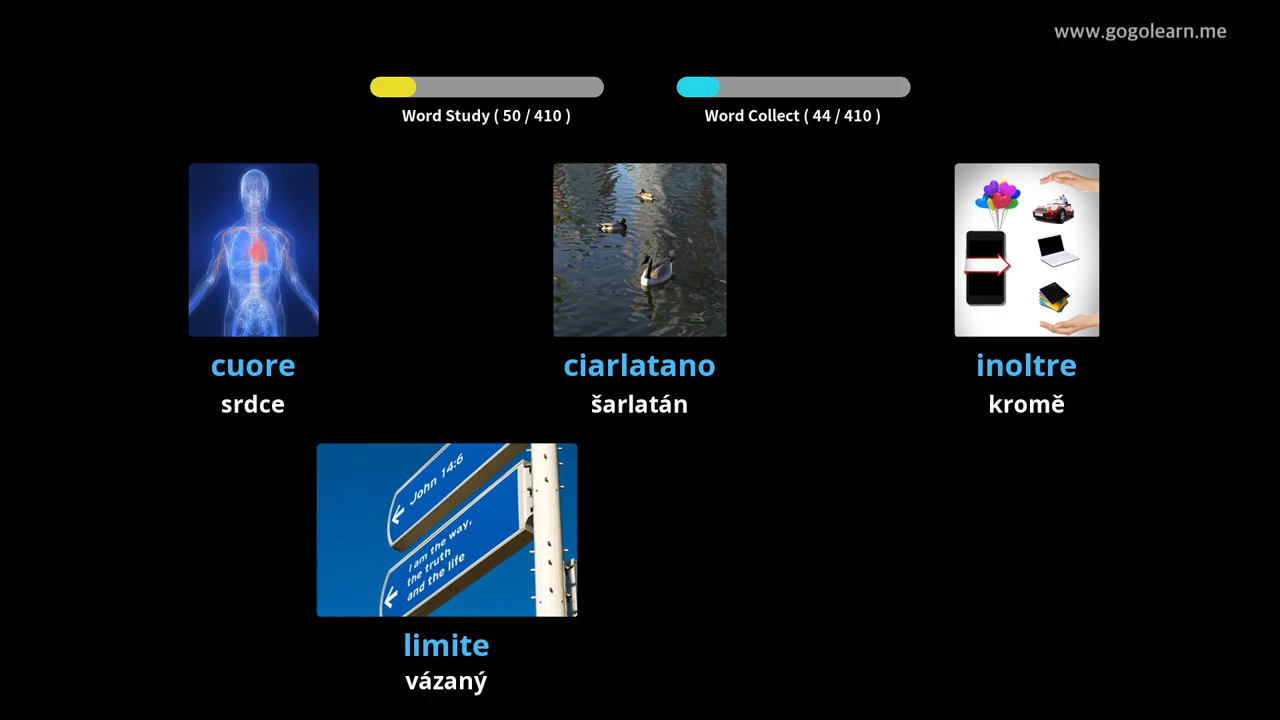 www.gogolearn.me
Word Study ( 50 / 410 )
Word Collect ( 44 / 410 )
cuore
srdce
ciarlatano
šarlatán
inoltre
kromě
John 14:6
I am the way,
the truth
and the life
limite
vázaný